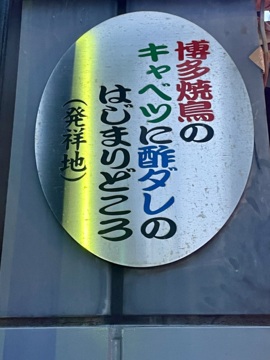 博多焼鳥の
キャベツに酢ダレの
はじまりどころ
（発祥地）